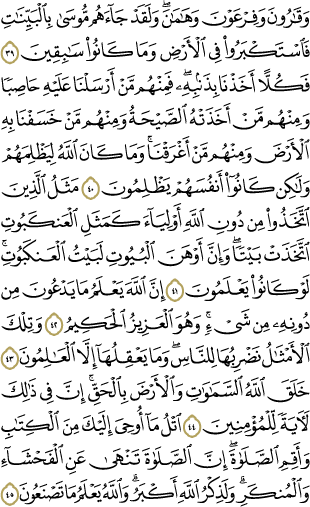 وَقَٰرُونَ وَفِرْعَوْنَ وَهَٰمَٰنَ ۖ وَلَقَدْ جَآءَهُم مُّوسَىٰ بِٱلْبَيِّنَٰتِ
فَٱسْتَكْبَرُوا۟ فِى ٱلْأَرْضِ وَمَا كَانُوا۟ سَٰبِقِينَ ٣٩
فَكُلًّا أَخَذْنَا بِذَنۢبِهِۦ ۖ فَمِنْهُم مَّنْ أَرْسَلْنَا عَلَيْهِ حَاصِبًا
وَمِنْهُم مَّنْ أَخَذَتْهُ ٱلصَّيْحَةُ وَمِنْهُم مَّنْ خَسَفْنَا بِهِ
ٱلْأَرْضَ وَمِنْهُم مَّنْ أَغْرَقْنَا ۚ وَمَا كَانَ ٱللَّهُ لِيَظْلِمَهُمْ
وَلَٰكِن كَانُوٓا۟ أَنفُسَهُمْ يَظْلِمُونَ ٤٠ مَثَلُ ٱلَّذِينَ
ٱتَّخَذُوا۟ مِن دُونِ ٱللَّهِ أَوْلِيَآءَ كَمَثَلِ ٱلْعَنكَبُوتِ
ٱتَّخَذَتْ بَيْتًا ۖ وَإِنَّ أَوْهَنَ ٱلْبُيُوتِ لَبَيْتُ ٱلْعَنكَبُوتِ ۖ
لَوْ كَانُوا۟ يَعْلَمُونَ ٤١ إِنَّ ٱللَّهَ يَعْلَمُ مَا يَدْعُونَ مِن
دُونِهِۦ مِن شَىْءٍ ۚ وَهُوَ ٱلْعَزِيزُ ٱلْحَكِيمُ ٤٢ وَتِلْكَ
ٱلْأَمْثَٰلُ نَضْرِبُهَا لِلنَّاسِ ۖ وَمَا يَعْقِلُهَآ إِلَّا ٱلْعَٰلِمُونَ ٤٣
خَلَقَ ٱللَّهُ ٱلسَّمَٰوَٰتِ وَٱلْأَرْضَ بِٱلْحَقِّ ۚ إِنَّ فِى ذَٰلِكَ
لَءَايَةً لِّلْمُؤْمِنِينَ ٤٤ ٱتْلُ مَآ أُوحِىَ إِلَيْكَ مِنَ ٱلْكِتَٰبِ
وَأَقِمِ ٱلصَّلَوٰةَ ۖ إِنَّ ٱلصَّلَوٰةَ تَنْهَىٰ عَنِ ٱلْفَحْشَآءِ
وَٱلْمُنكَرِ ۗ وَلَذِكْرُ ٱللَّهِ أَكْبَرُ ۗ وَٱللَّهُ يَعْلَمُ مَا تَصْنَعُونَ ٤٥